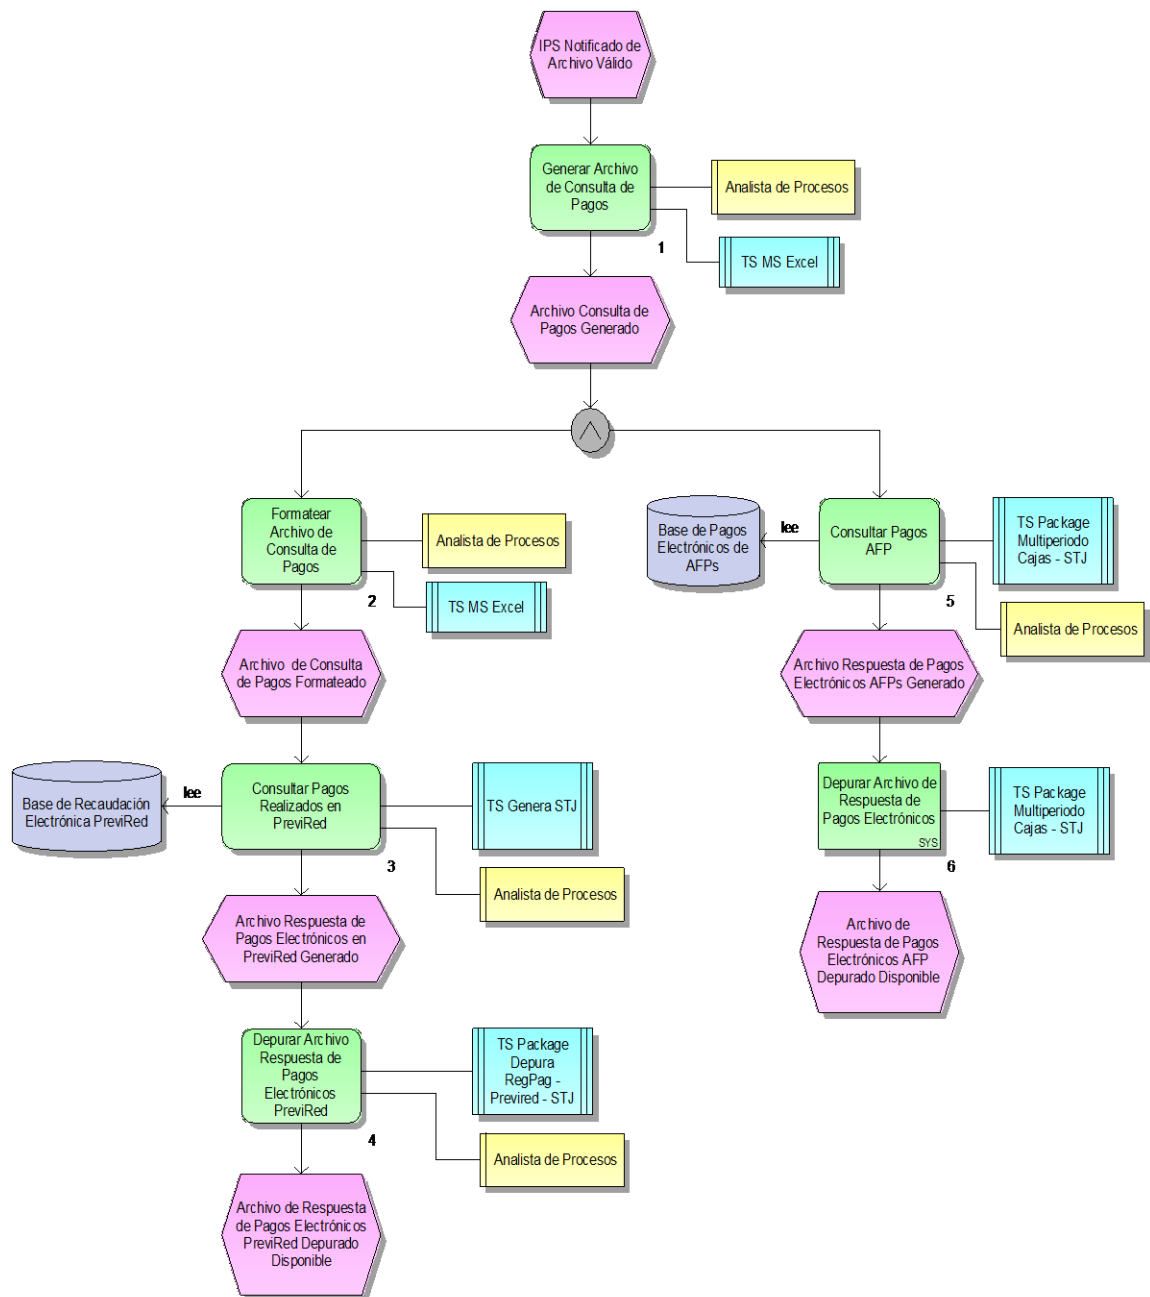 IPS Notificado de
Archivo Válido
Generar Archivo
de Consulta de
Pagos
1
Analista de Procesos
TS MS Excel
Archivo Consulta de
Pagos Generado
Formatear
Archivo de
Consulta de
Pagos
2
Analista de Procesos
TS MS Excel
Archivo de Consulta
de Pagos Formateado
Base de Recaudación
Electrónica PreviRed
lee
Consultar Pagos
Realizados en
PreviRed
3
TS Genera STJ
Analista de Procesos
Archivo Respuesta de
Pagos Electrónicos en
PreviRed Generado
Depurar Archivo
Respuesta de
Pagos
Electrónicos
PreviRed
4
TS Package
Depura
RegPag -
Previred - STJ
Analista de Procesos
Archivo de Respuesta
de Pagos Electrónicos
PreviRed Depurado
Disponible
Base de Pagos
Electrónicos de
AFPs
lee
Consultar Pagos
AFP
5
TS Package
Multiperiodo
Cajas - STJ
Analista de Procesos
Archivo Respuesta de Pagos
Electrónicos AFPs Generado
Depurar Archivo de
Respuesta de
Pagos Electrónicos
SYS
6
TS Package
Multiperiodo
Cajas - STJ
Archivo de
Respuesta de Pagos
Electrónicos AFP
Depurado Disponible